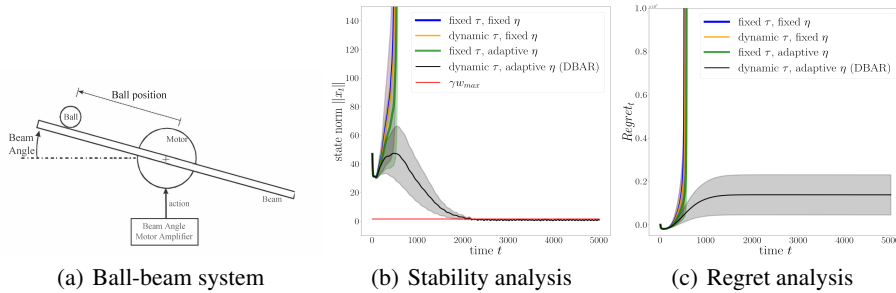 Ball position
Ball
Motor
Beam
Angle
Beam
action
Beam Angle
Motor Amplifier
(a) Ball-beam system
state norm ||x_t||
140
120
100
80
60
40
20
0
fixed τ, fixed η
dynamic τ, fixed η
fixed τ, adaptive η
dynamic τ, adaptive η (DBAR)
γw_max
0 1000 2000 3000 4000 5000
time t
(b) Stability analysis
Regret_t
1.0
0.8
0.6
0.4
0.2
0.0
fixed τ, fixed η
dynamic τ, fixed η
fixed τ, adaptive η
dynamic τ, adaptive η (DBAR)
0 1000 2000 3000 4000 5000
time t
(c) Regret analysis